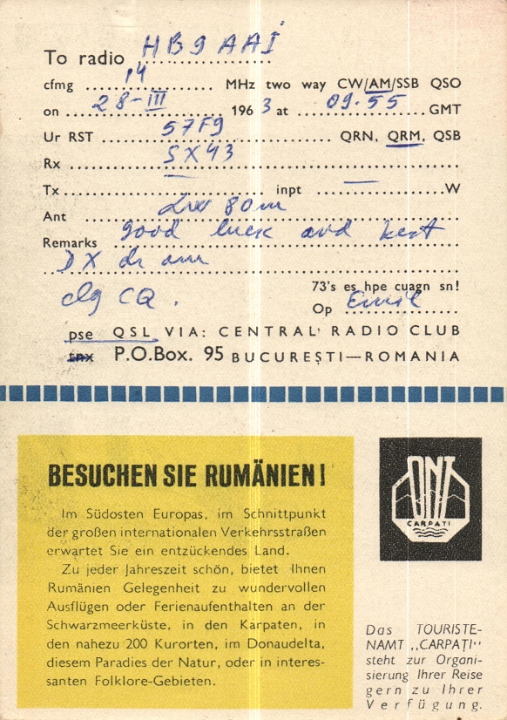 To radio HB9AAI
cfmg 14 MHz two way CW/AM/SSB QSO
on 28-III 1963 at 09.55 GMT
Ur RST 57F9 QRN, QRM, QSB
Rx SX43
Tx — inpt — W
Ant LW 80m
Remarks good luck and best
DX dr om
clg CQ. 73's es hpe cuagn sn!
Op Emil
pse QSL VIA: CENTRAL RADIO CLUB
tnx P.O.Box. 95 BUCUREȘTI—ROMANIA
BESUCHEN SIE RUMÄNIEN!
Im Südosten Europas, im Schnittpunkt
der großen internationalen Verkehrsstraßen
erwartet Sie ein entzückendes Land.
Zu jeder Jahreszeit schön, bietet Ihnen
Rumänien Gelegenheit zu wundervollen
Ausflügen oder Ferienaufenthalten an der
Schwarzmeerküste, in den Karpaten, in
den nahezu 200 Kurorten, im Donaudelta,
diesem Paradies der Natur, oder in interes-
santen Folklore-Gebieten.
ONT
CARPAȚI
Das TOURISTE-
NAMT „CARPAȚI"
steht zur Organi-
sierung Ihrer Reise
gern zu Ihrer
Verfügung.